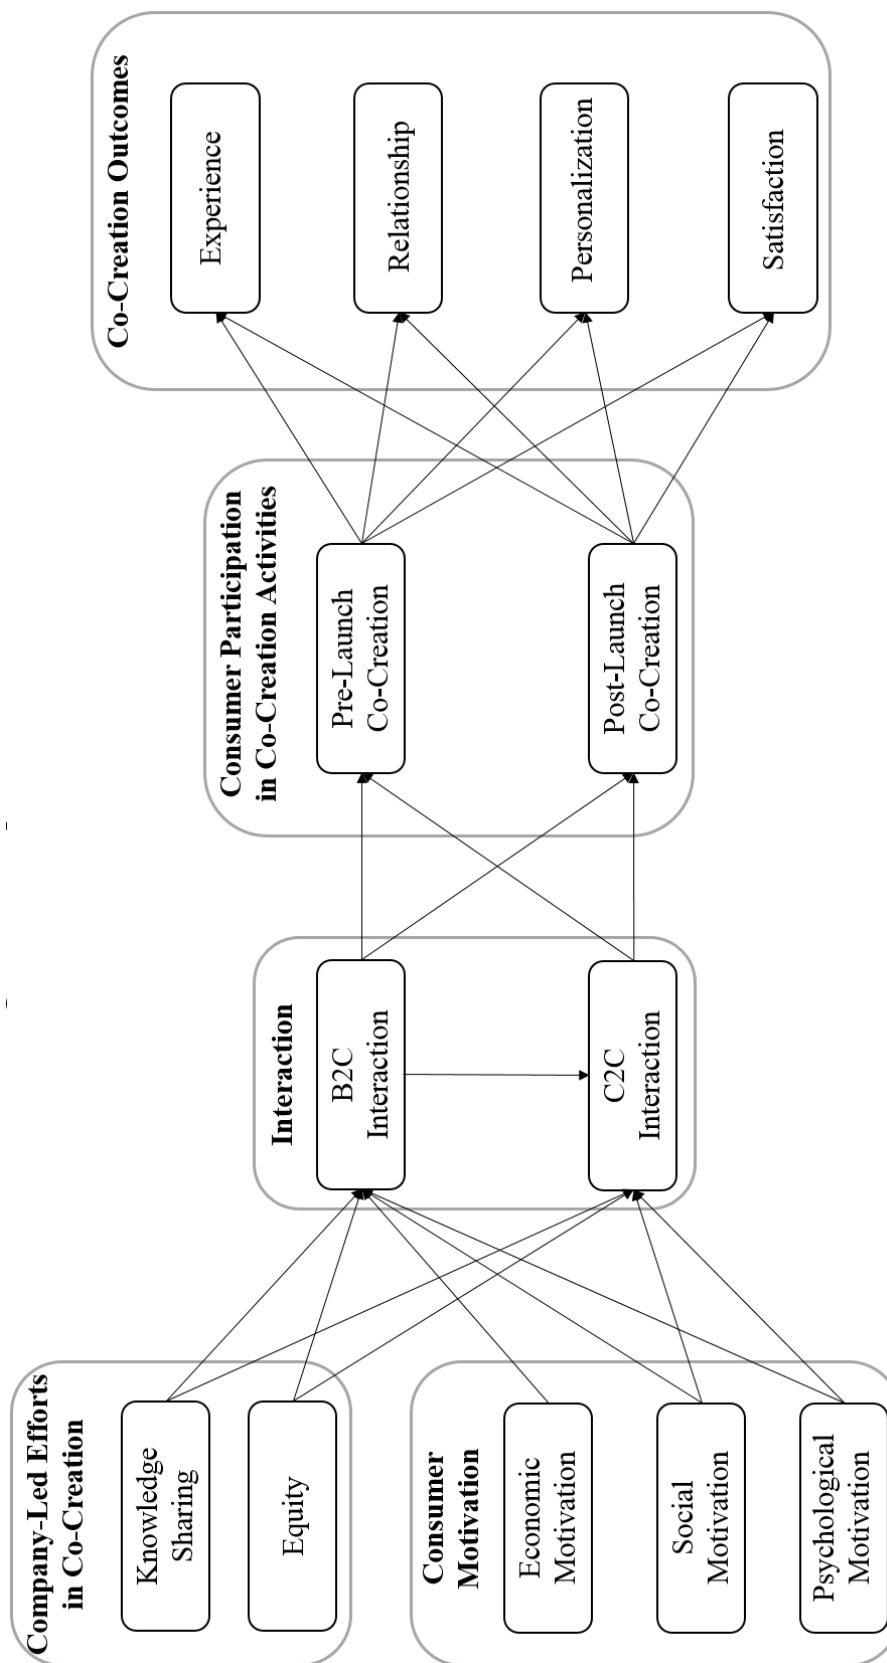 Company-Led Efforts
in Co-Creation
Knowledge
Sharing
Equity
Consumer
Motivation
Economic
Motivation
Social
Motivation
Psychological
Motivation
Interaction
B2C
Interaction
C2C
Interaction
Consumer Participation
in Co-Creation Activities
Pre-Launch
Co-Creation
Post-Launch
Co-Creation
Co-Creation Outcomes
Experience
Relationship
Personalization
Satisfaction